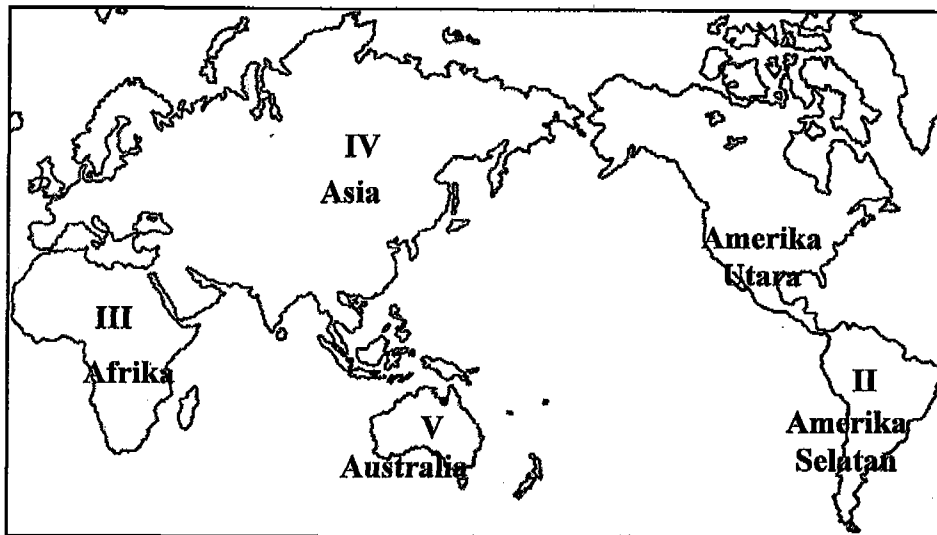 IV
Asia
Amerika
Utara
III
Afrika
II
Amerika
Selatan
V
Australia